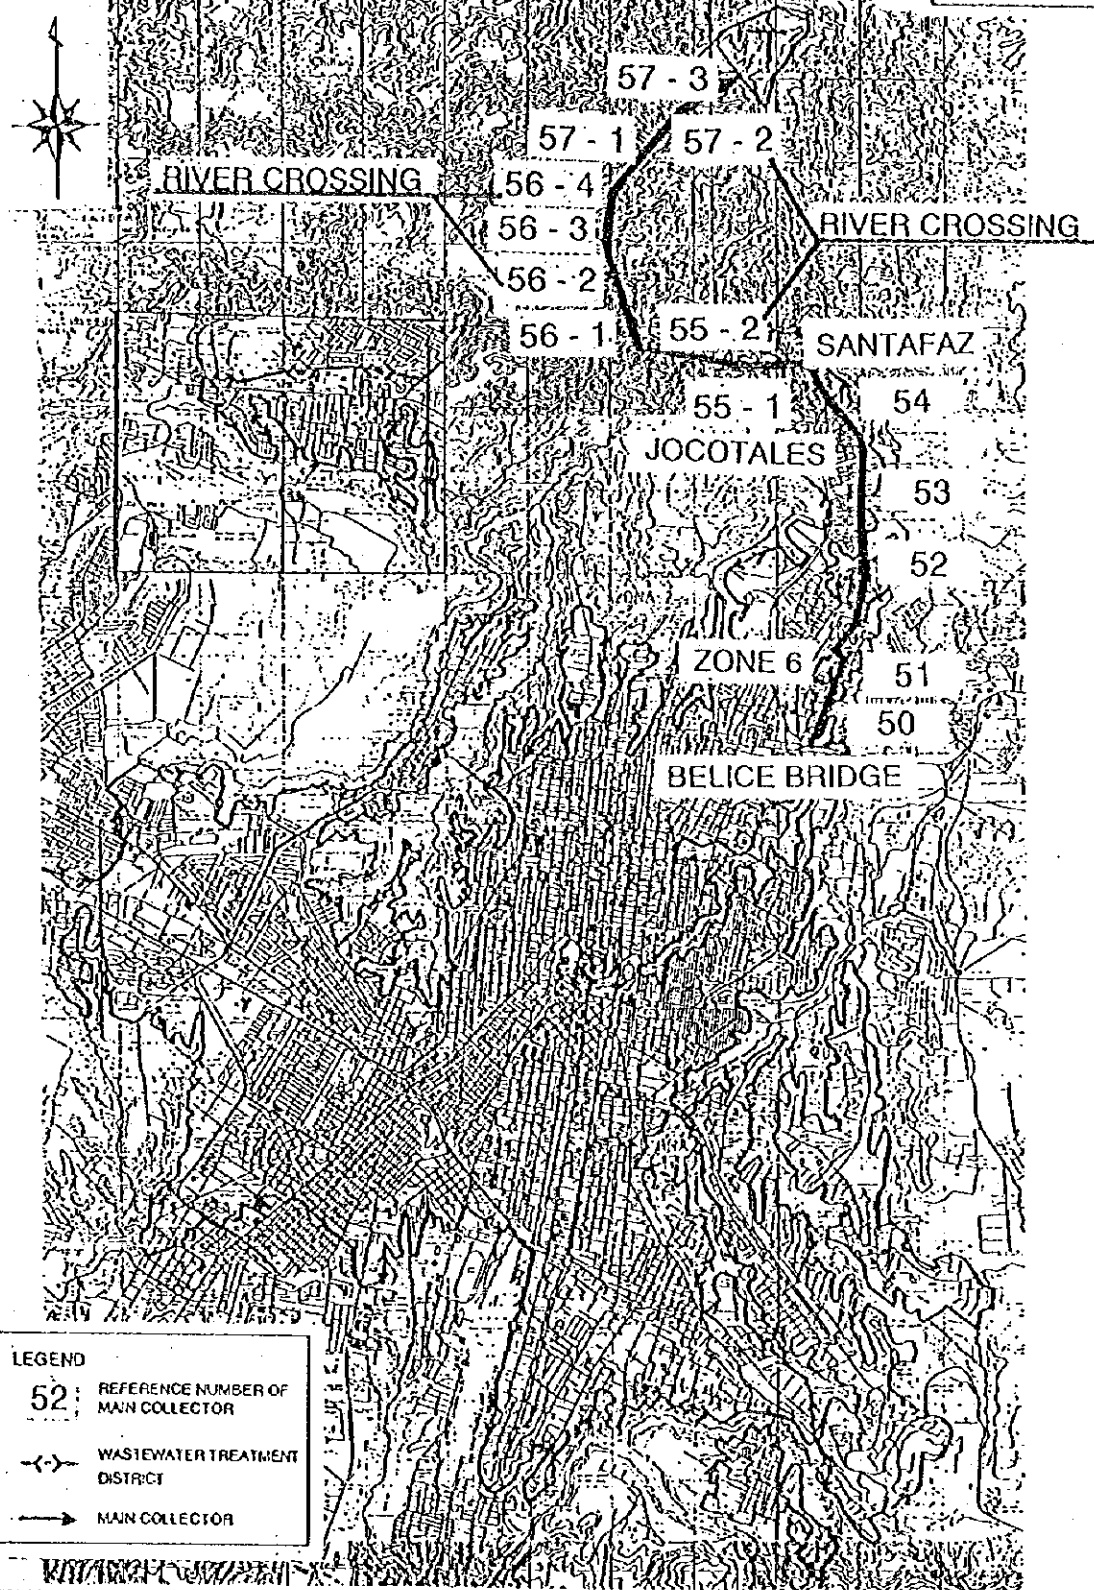 57 - 3
57 - 1
57 - 2
RIVER CROSSING
56 - 4
56 - 3
RIVER CROSSING
56 - 2
56 - 1
55 - 2
SANTAFAZ
55 - 1
54
JOCOTALES
53
52
ZONE 6
51
50
BELICE BRIDGE
LEGEND
52
REFERENCE NUMBER OF
MAIN COLLECTOR
WASTEWATER TREATMENT
DISTRICT
MAIN COLLECTOR